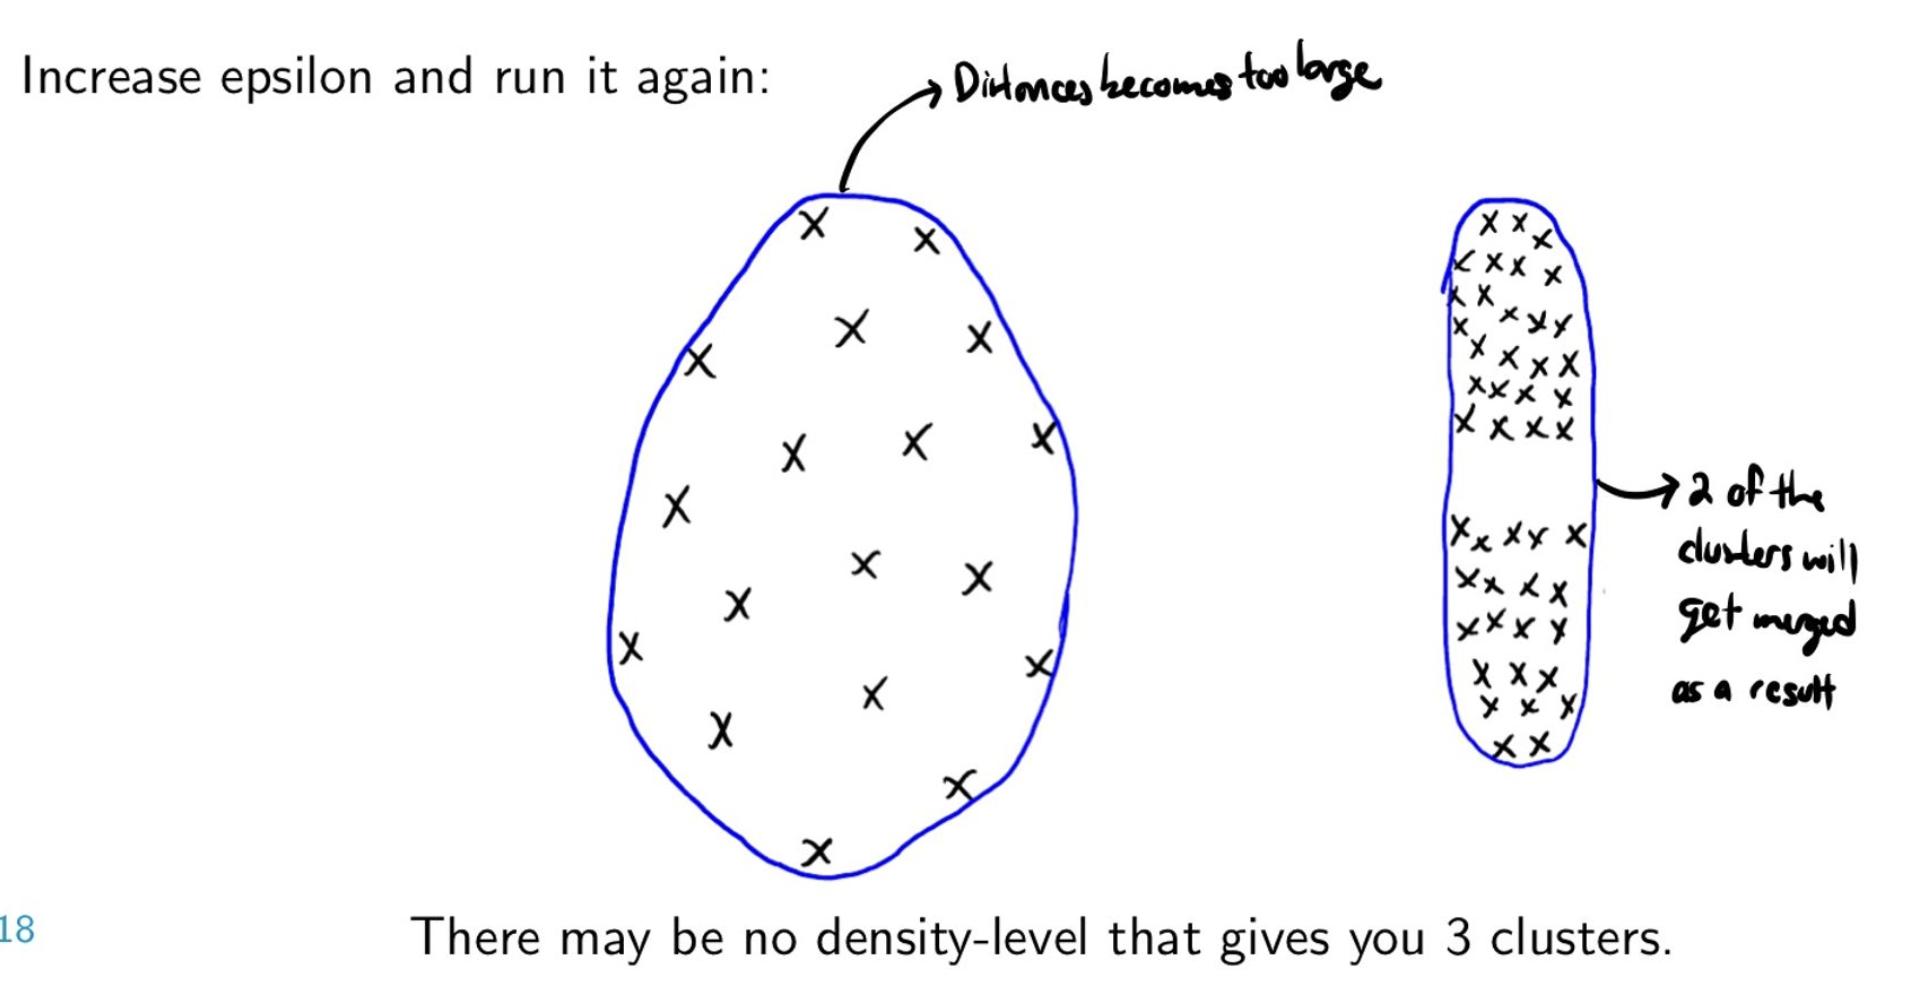 Increase epsilon and run it again:
Distances becomes too large
2 of the
clusters will
get merged
as a result
18
There may be no density-level that gives you 3 clusters.